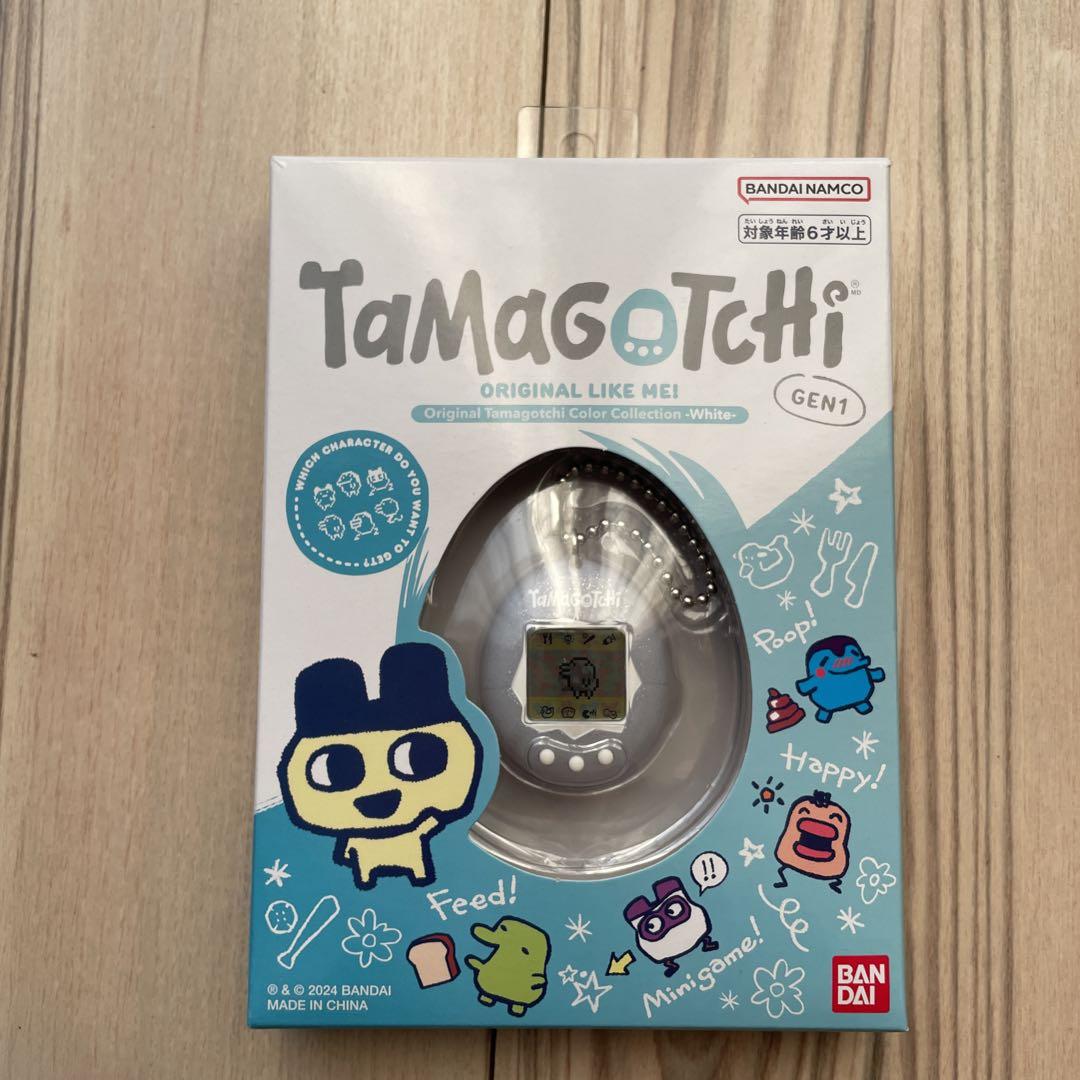 BANDAI NAMCO
たいしょうねんれい さいいじょう
対象年齢6才以上
TaMaGOTCHi
® MD
ORIGINAL LIKE ME!
GEN1
Original Tamagotchi Color Collection -White-
WHICH CHARACTER DO YOU WANT TO GET?
TaMaGOTCHi
Poop!
Happy!
!!
Feed!
Minigame!
® & © 2024 BANDAI
MADE IN CHINA
BAN
DAI